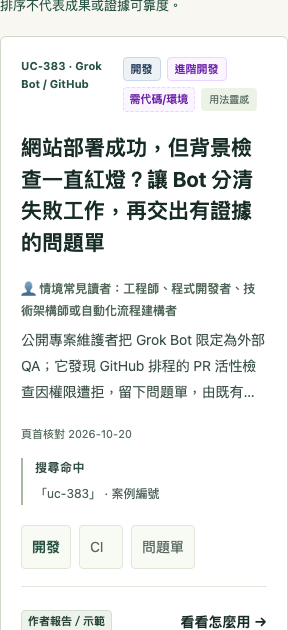 排序不代表成果或證據可靠度。
UC-383 · Grok
Bot / GitHub
開發
進階開發
需代碼/環境
用法靈感
網站部署成功，但背景檢
查一直紅燈？讓 Bot 分清
失敗工作，再交出有證據
的問題單
👤 情境常見讀者：工程師、程式開發者、技
術架構師或自動化流程建構者
公開專案維護者把 Grok Bot 限定為外部
QA；它發現 GitHub 排程的 PR 活性檢
查因權限遭拒，留下問題單，由既有...
頁首核對 2026-10-20
搜尋命中
「uc-383」 · 案例編號
開發
CI
問題單
作者報告 / 示範
看看怎麼用 →